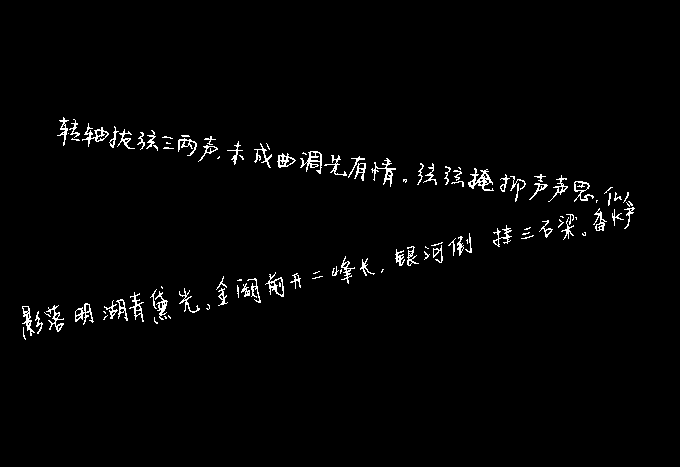 转轴拨弦三两声,未成曲调先有情。弦弦掩抑声声思,似
影落明湖青黛光。金阙前开二峰长,银河倒挂三石梁。香炉